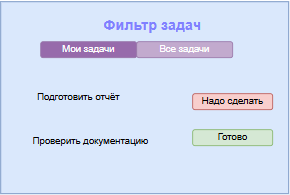 Фильтр задач
Мои задачи Все задачи
Подготовить отчёт Надо сделать
Проверить документацию Готово